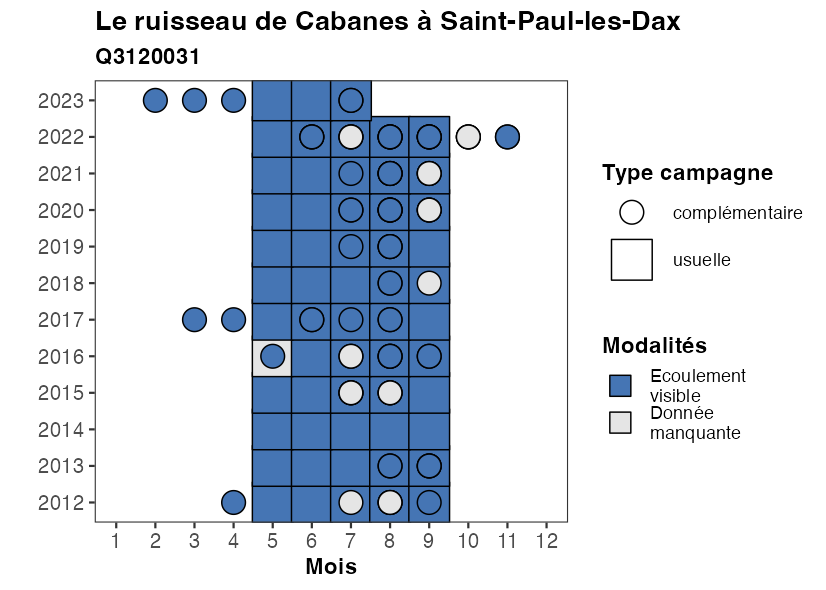 Le ruisseau de Cabanes à Saint-Paul-les-Dax
Q3120031
2023
2022
2021
2020
2019
2018
2017
2016
2015
2014
2013
2012
1 2 3 4 5 6 7 8 9 10 11 12
Mois
Type campagne
complémentaire
usuelle
Modalités
Ecoulement
visible
Donnée
manquante